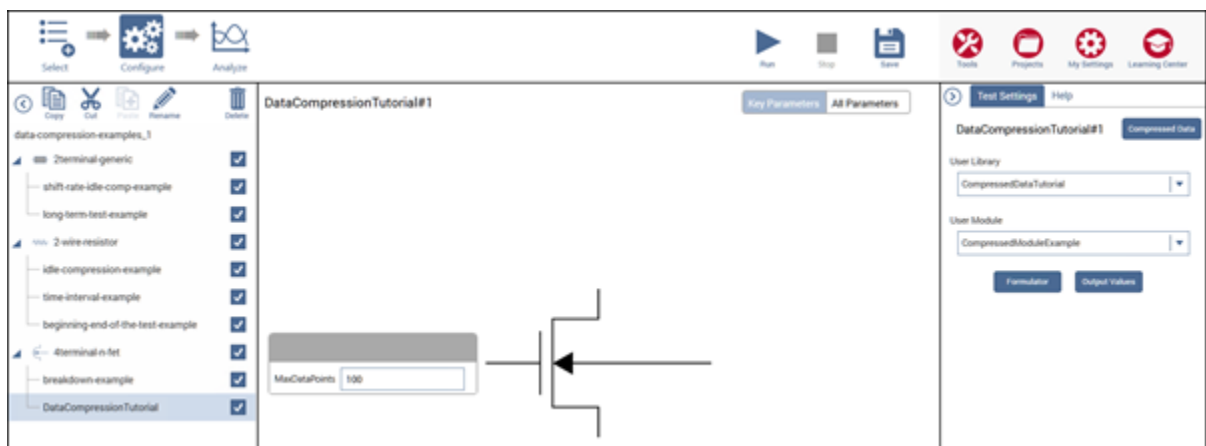 Select
Configure
Analyze
Run
Stop
Save
Tools
Projects
My Settings
Learning Center
Copy
Cut
Paste
Rename
Delete
data-compression-examples_1
2terminal-generic
shift-rate-idle-comp-example
long-term-test-example
2-wire-resistor
idle-compression-example
time-interval-example
beginning-end-of-the-test-example
4terminal-n-fet
breakdown-example
DataCompressionTutorial
DataCompressionTutorial#1
Key Parameters
All Parameters
MaxDataPoints 100
Test Settings
Help
DataCompressionTutorial#1
Compressed Data
User Library
CompressedDataTutorial
User Module
CompressedModuleExample
Formulator
Output Values